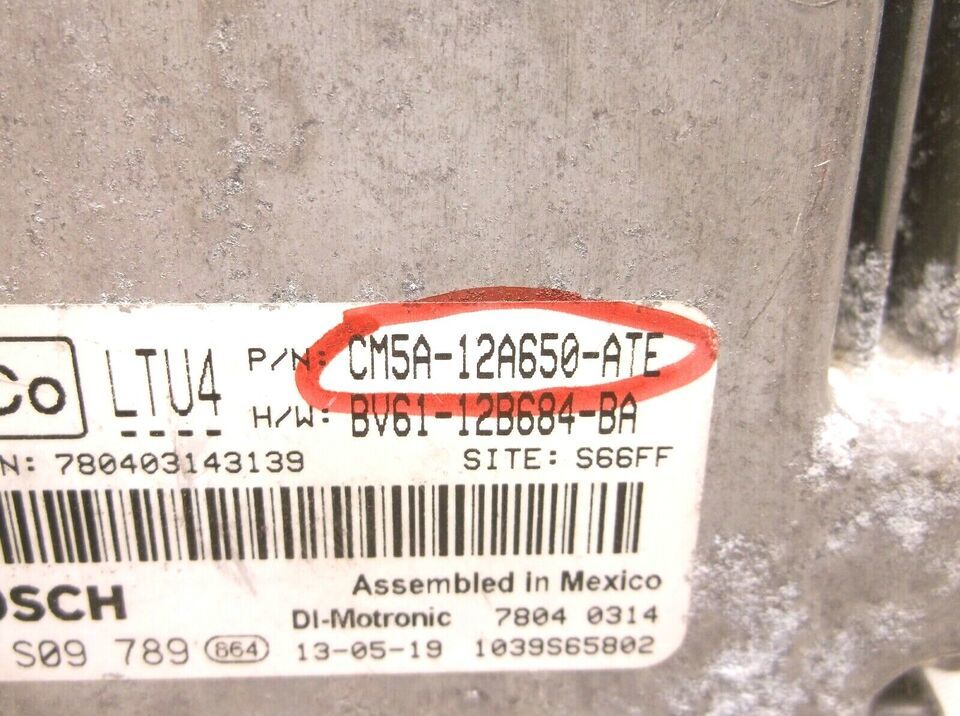 Co LTU4 P/N: CM5A-12A650-ATE
H/W: BV61-12B684-BA
N: 780403143139 SITE: S66FF
OSCH Assembled in Mexico
DI-Motronic 7804 0314
S09 789 864 13-05-19 1039S65802